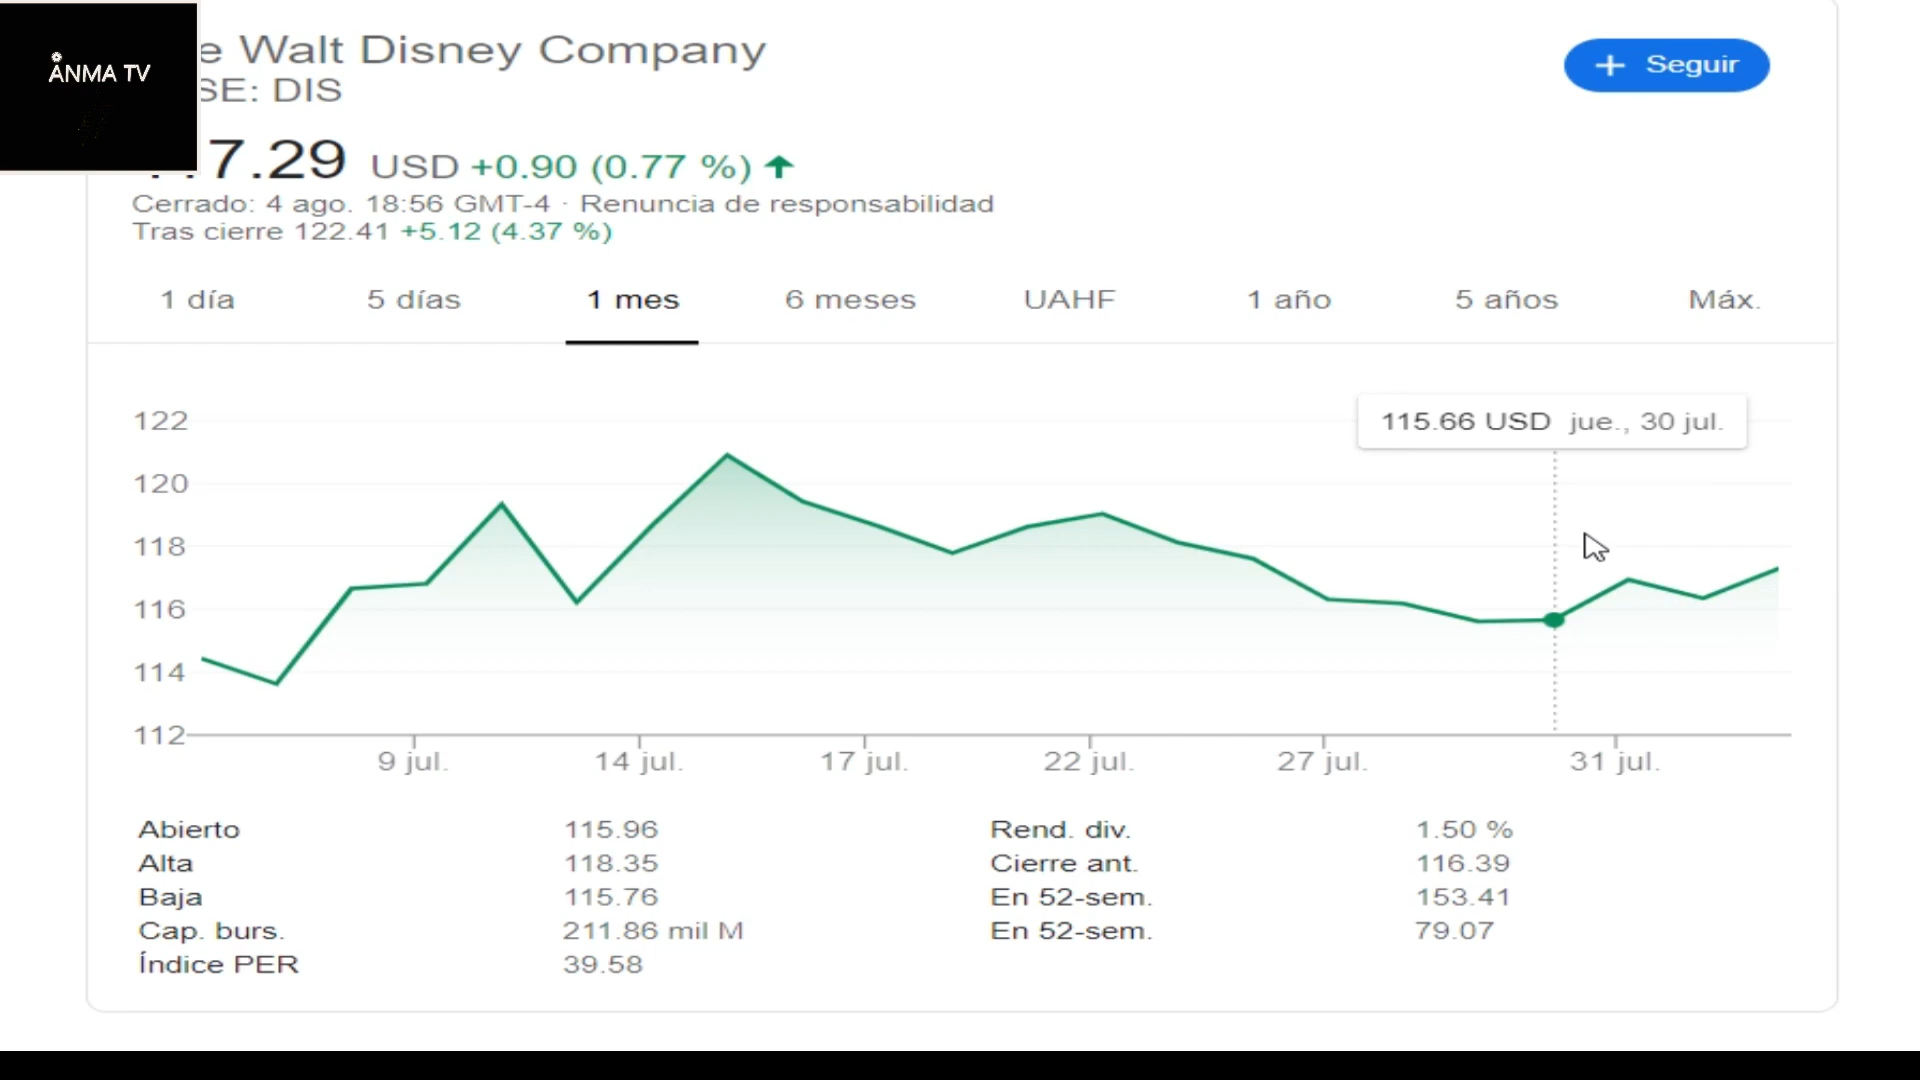 ANMA TV
e Walt Disney Company
Seguir
SE: DIS
7.29 USD +0.90 (0.77 %)
Cerrado: 4 ago. 18:56 GMT-4 · Renuncia de responsabilidad
Tras cierre 122.41 +5.12 (4.37 %)
1 día 5 días 1 mes 6 meses UAHF 1 año 5 años Máx.
115.66 USD jue., 30 jul.
122
120
118
116
114
112
9 jul. 14 jul. 17 jul. 22 jul. 27 jul. 31 jul.
Abierto 115.96 Rend. div. 1.50 %
Alta 118.35 Cierre ant. 116.39
Baja 115.76 En 52-sem. 153.41
Cap. burs. 211.86 mil M En 52-sem. 79.07
Índice PER 39.58